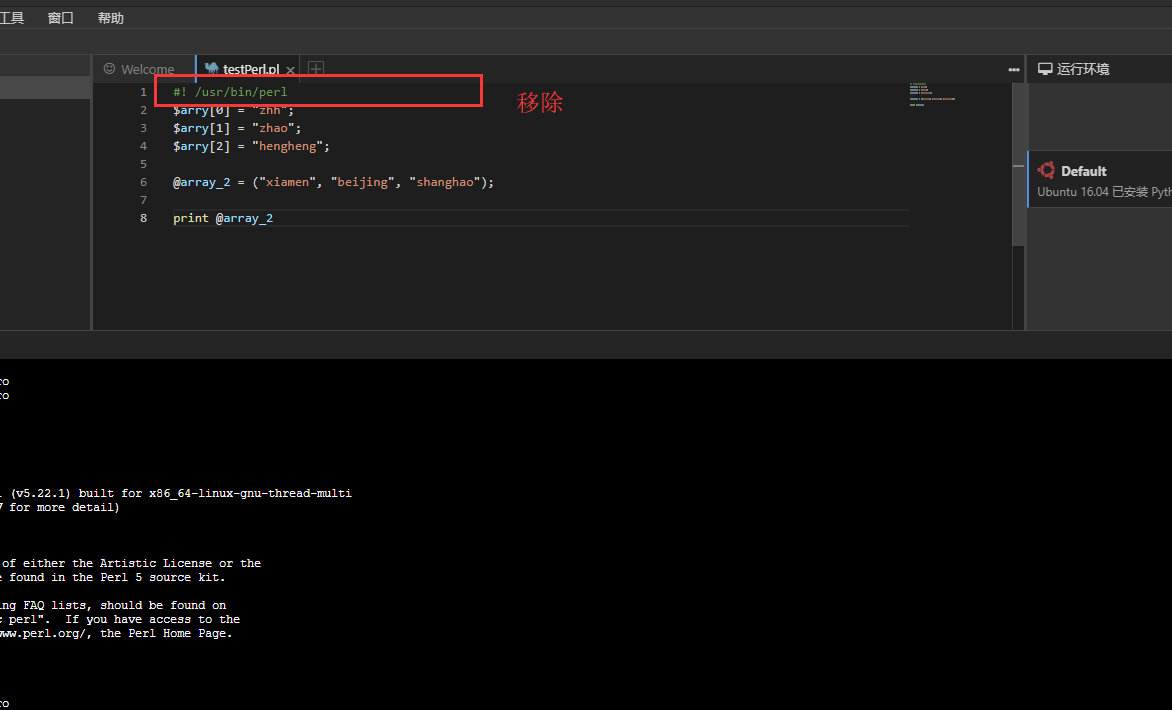 工具 窗口 帮助
Welcome testPerl.pl
运行环境
1 #! /usr/bin/perl
移除
2 $arry[0] = "zhh";
3 $arry[1] = "zhao";
4 $arry[2] = "hengheng";
5
6 @array_2 = ("xiamen", "beijing", "shanghao");
7
8 print @array_2
Default
Ubuntu 16.04 已安装 Pyth
ro
ro
(v5.22.1) built for x86_64-linux-gnu-thread-multi
for more detail)
of either the Artistic License or the
found in the Perl 5 source kit.
ing FAQ lists, should be found on
perl".  If you have access to the
www.perl.org/, the Perl Home Page.
ro